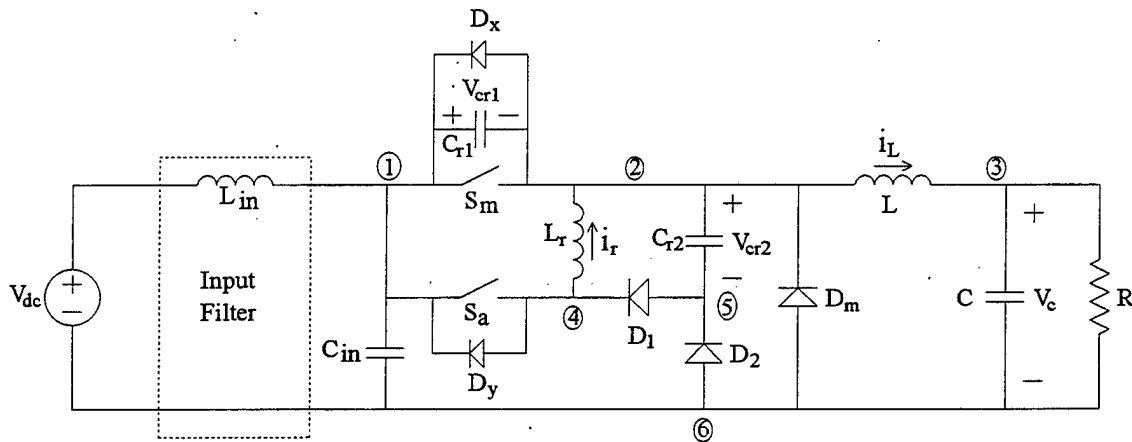 Dx
Vcr1
+ −
Cr1
① ② iL ③
Lin Sm L
+ +
Lr ir Cr2 Vcr2
Input
Filter
+
Vdc
−
Sa ④ D1 − ⑤ Dm C Vc R
Cin Dy D2
−
⑥